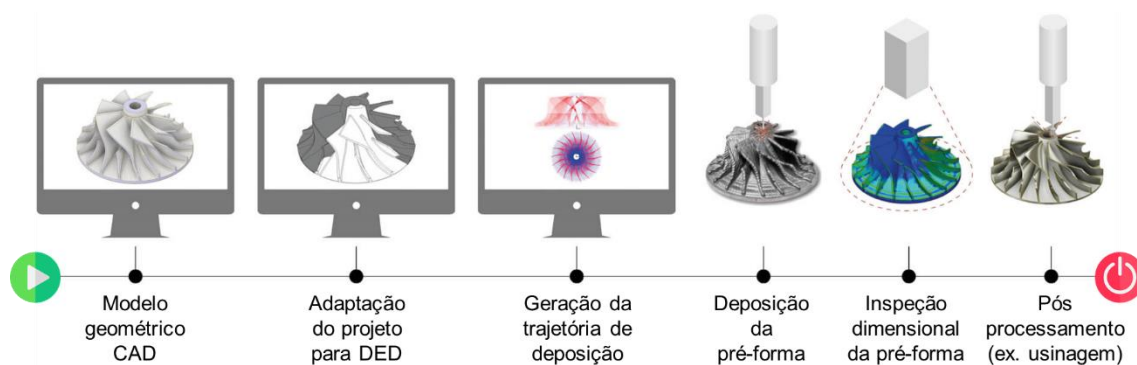 Modelo
geométrico
CAD
Adaptação
do projeto
para DED
Geração da
trajetória de
deposição
Deposição
da
pré-forma
Inspeção
dimensional
da pré-forma
Pós
processamento
(ex. usinagem)